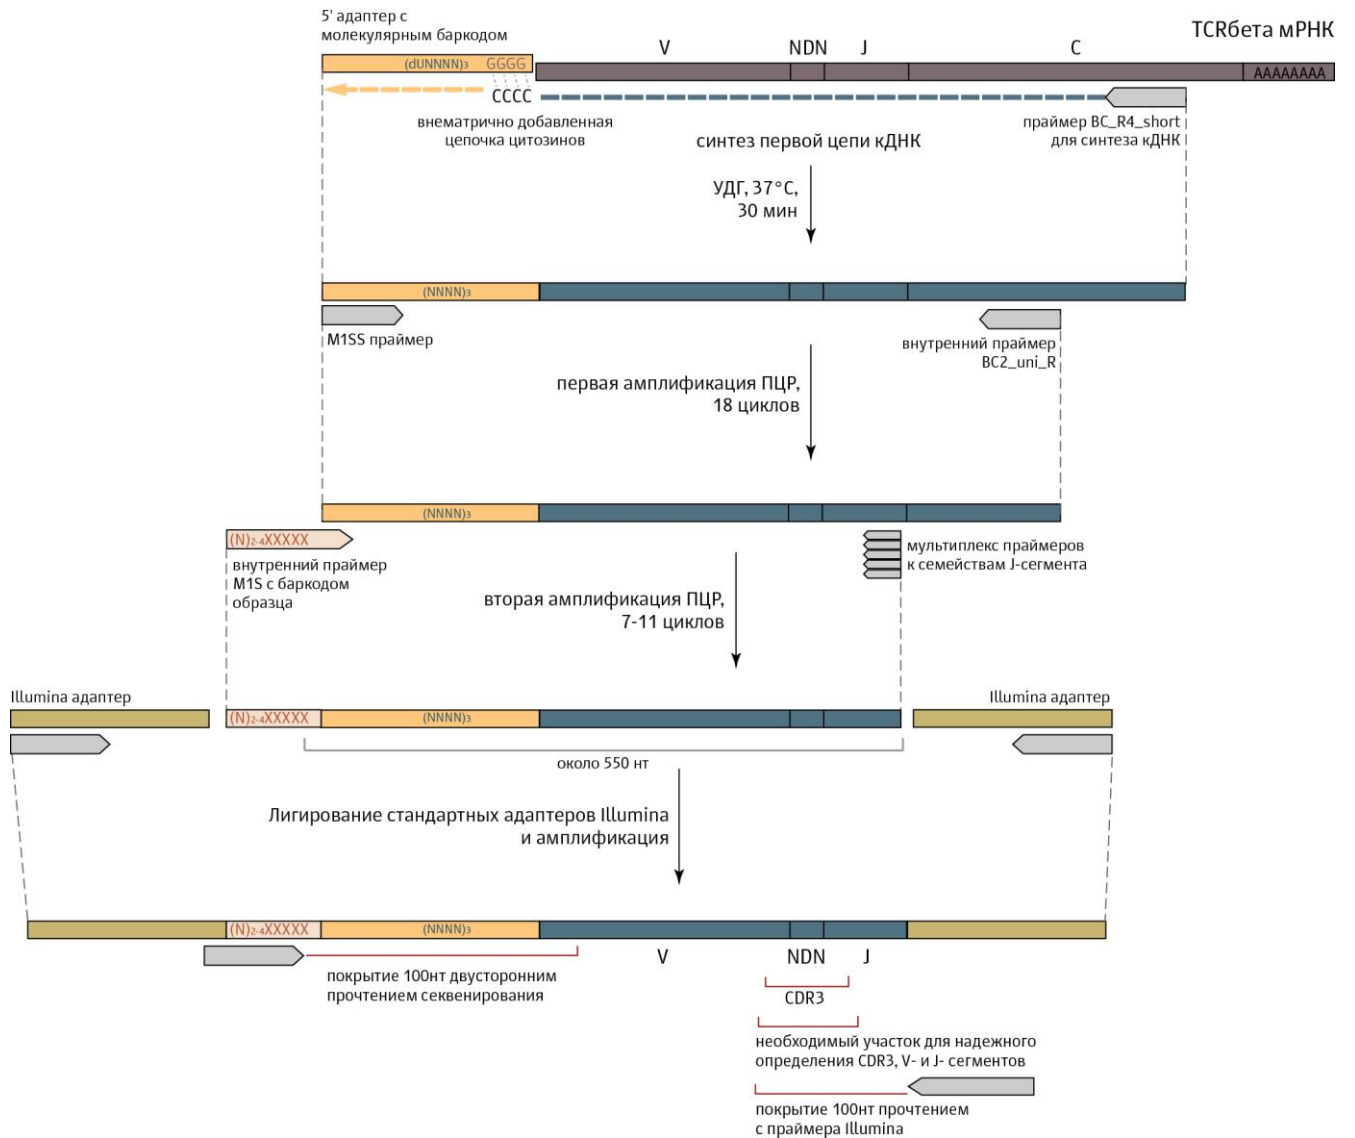 5' адаптер с
молекулярным баркодом
TCRбета мРНК
V
NDN
J
C
(dUNNNN)₃
GGGG
AAAAAAAA
CCCC
внематрично добавленная
цепочка цитозинов
синтез первой цепи кДНК
праймер BC_R4_short
для синтеза кДНК
УДГ, 37°C,
30 мин
(NNNN)₃
M1SS праймер
внутренний праймер
BC2_uni_R
первая амплификация ПЦР,
18 циклов
(NNNN)₃
(N)₂₋₄XXXXX
внутренний праймер
M1S с баркодом
образца
мультиплекс праймеров
к семействам J-сегмента
вторая амплификация ПЦР,
7-11 циклов
Illumina адаптер
Illumina адаптер
(N)₂₋₄XXXXX
(NNNN)₃
около 550 нт
Лигирование стандартных адаптеров Illumina
и амплификация
(N)₂₋₄XXXXX
(NNNN)₃
V
NDN
J
покрытие 100нт двусторонним
прочтением секвенирования
CDR3
необходимый участок для надежного
определения CDR3, V- и J- сегментов
покрытие 100нт прочтением
с праймера Illumina